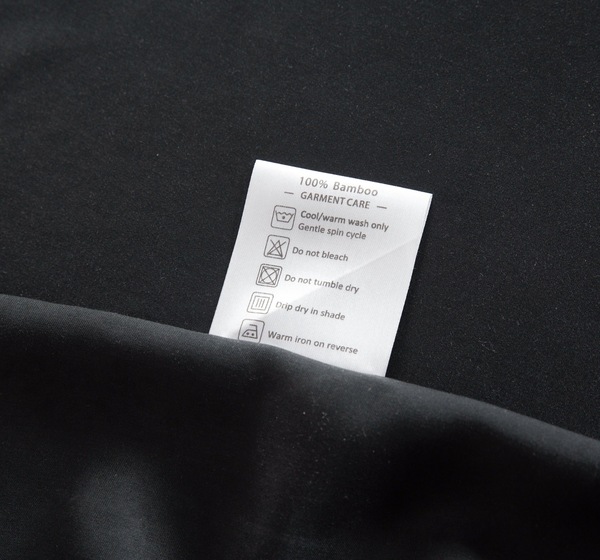 100% Bamboo
— GARMENT CARE —
Cool/warm wash only
Gentle spin cycle
Do not bleach
Do not tumble dry
Drip dry in shade
Warm iron on reverse